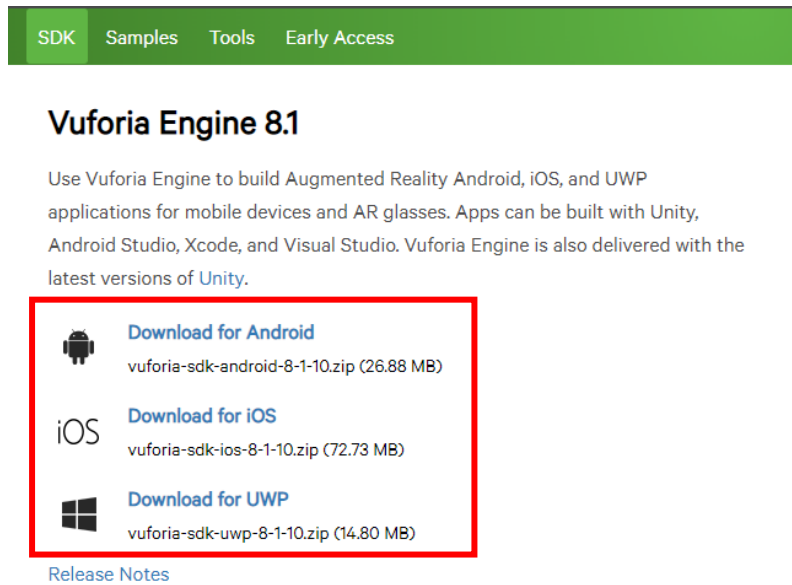 SDK Samples Tools Early Access
Vuforia Engine 8.1
Use Vuforia Engine to build Augmented Reality Android, iOS, and UWP
applications for mobile devices and AR glasses. Apps can be built with Unity,
Android Studio, Xcode, and Visual Studio. Vuforia Engine is also delivered with the
latest versions of Unity.
Download for Android
vuforia-sdk-android-8-1-10.zip (26.88 MB)
iOS
Download for iOS
vuforia-sdk-ios-8-1-10.zip (72.73 MB)
Download for UWP
vuforia-sdk-uwp-8-1-10.zip (14.80 MB)
Release Notes